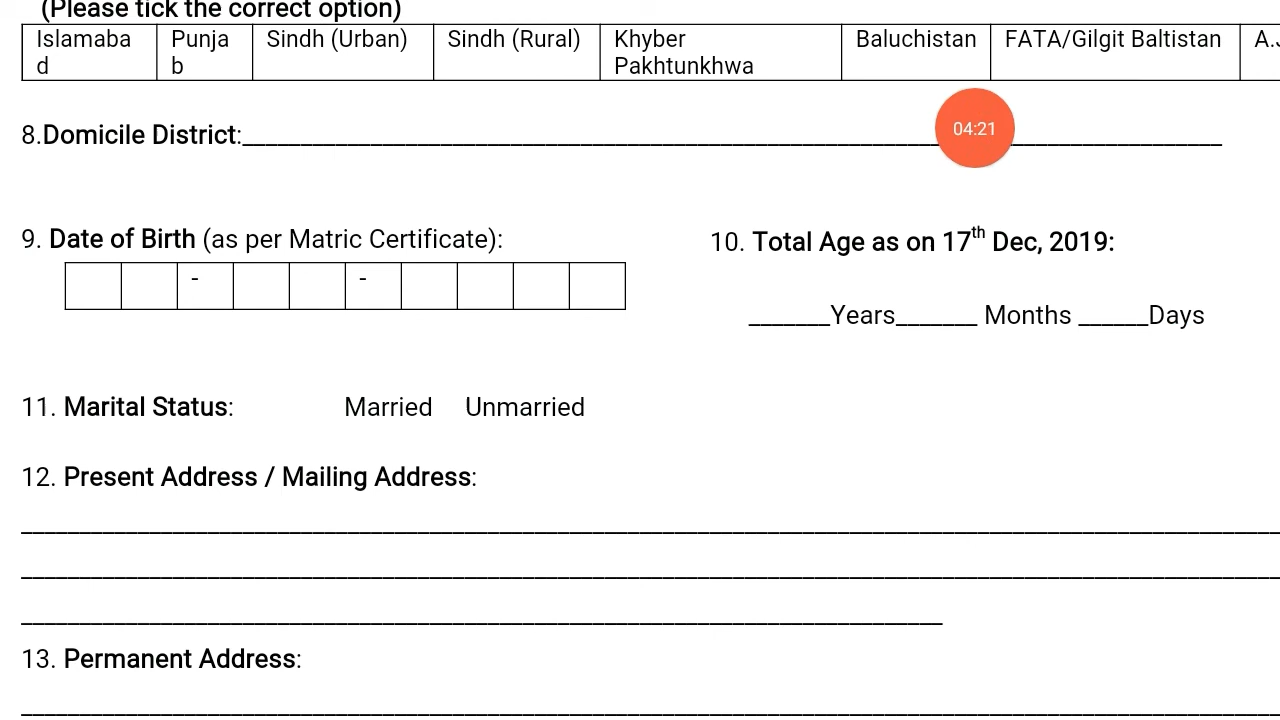 (Please tick the correct option)
Islamaba
d
Punja
b
Sindh (Urban)
Sindh (Rural)
Khyber
Pakhtunkhwa
Baluchistan
FATA/Gilgit Baltistan
A.J
8.Domicile District:
04:21
9. Date of Birth (as per Matric Certificate):
- -
10. Total Age as on 17th Dec, 2019:
_______Years_______ Months ______Days
11. Marital Status: Married Unmarried
12. Present Address / Mailing Address:
13. Permanent Address: